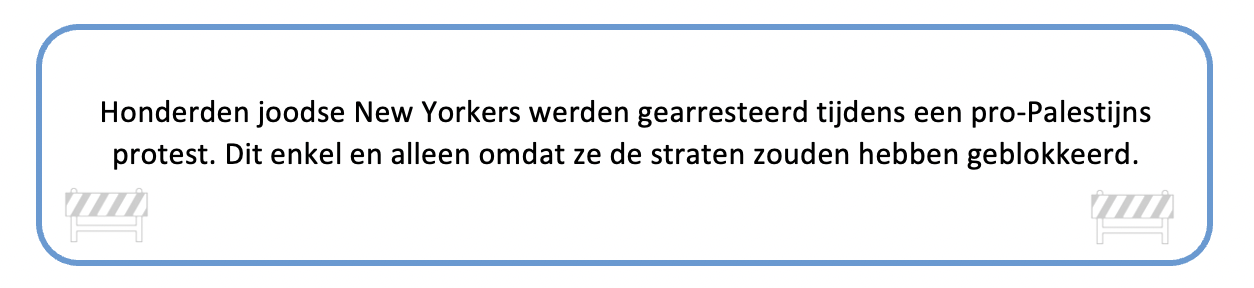 Honderden joodse New Yorkers werden gearresteerd tijdens een pro-Palestijns
protest. Dit enkel en alleen omdat ze de straten zouden hebben geblokkeerd.